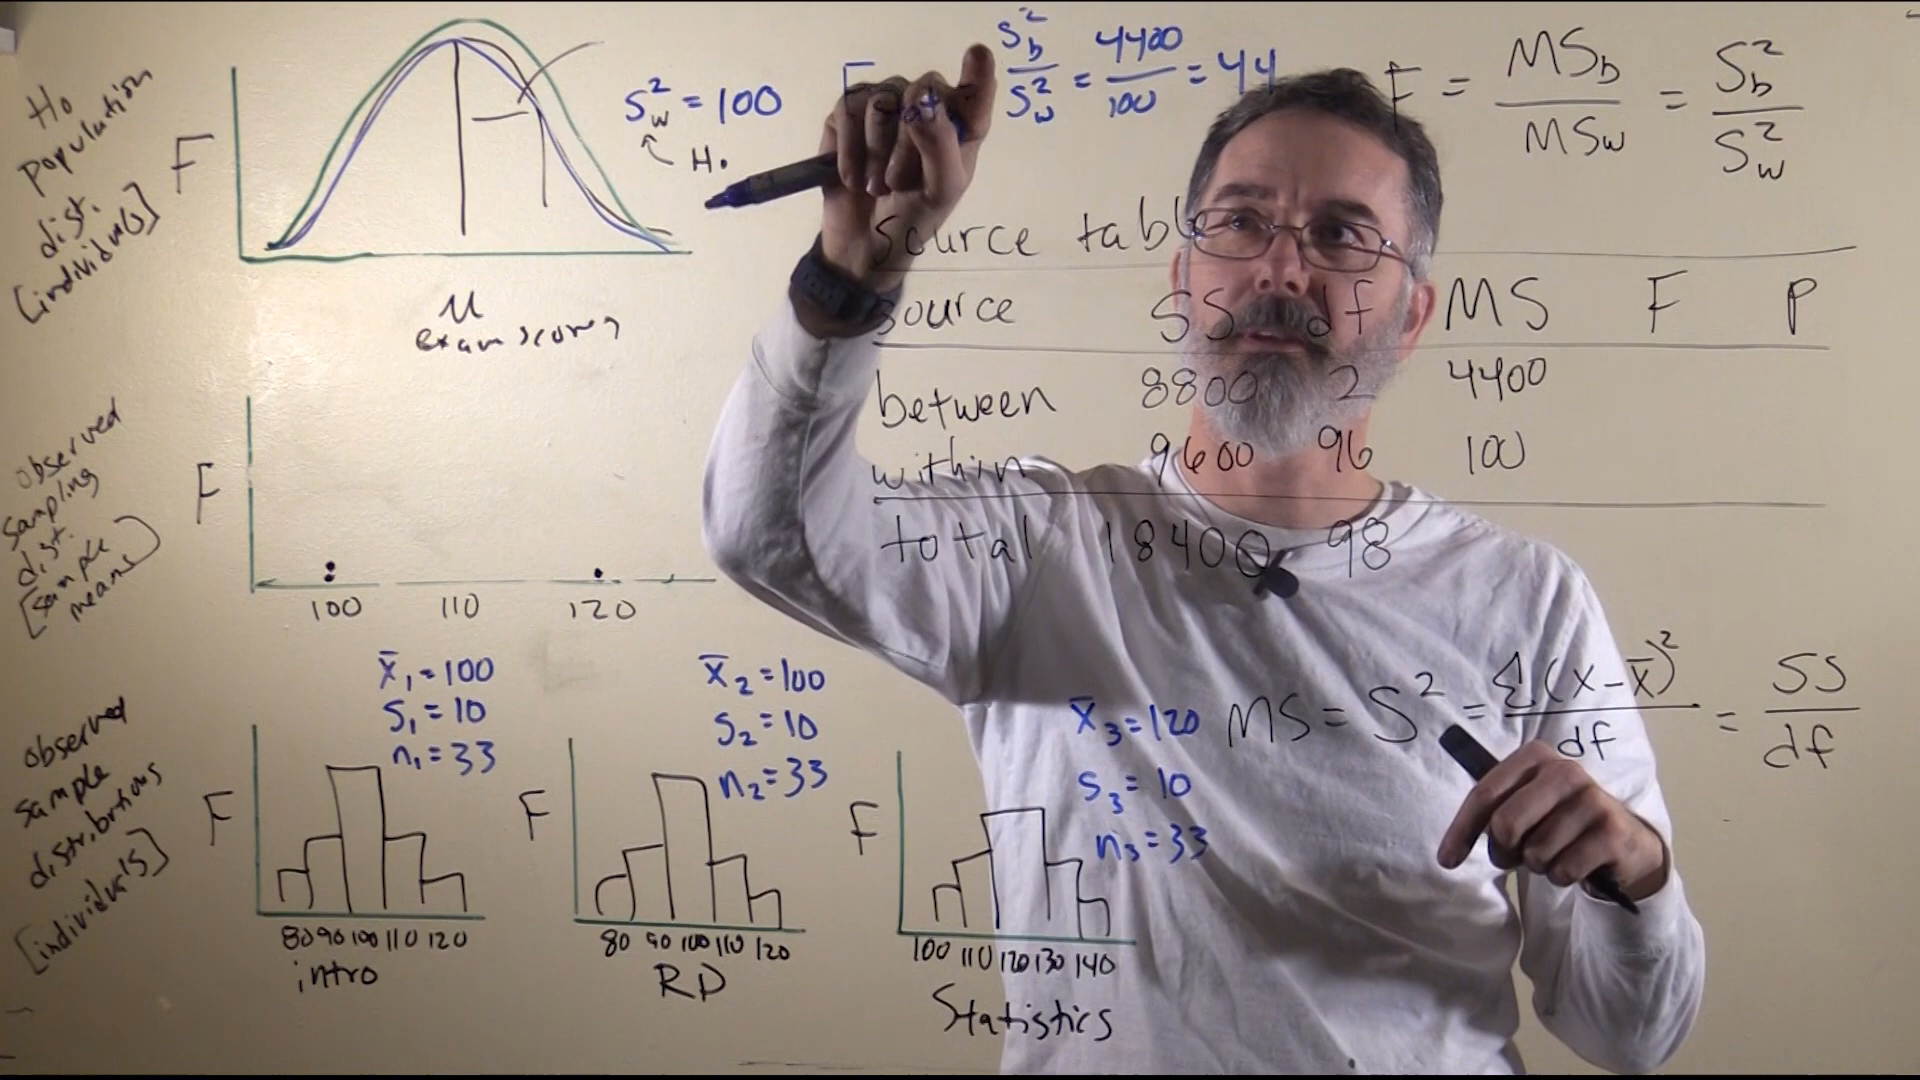 H₀
population
dist.
[individuals]
F
μ
exam scores
S²w = 100
H₀
Fstat = S²b / S²w = 4400 / 100 = 44
F = MSb / MSw = S²b / S²w
source table
source SS df MS F P
between 8800 2 4400
within 9600 96 100
total 18400 98
observed
sampling
dist.
[sample
means]
F
100 110 120
MS = S² = Σ(x-x̄)² / df = SS / df
observed
sample
distributions
[individuals]
x̄₁ = 100
S₁ = 10
n₁ = 33
F
80 90 100 110 120
intro
x̄₂ = 100
S₂ = 10
n₂ = 33
F
80 90 100 110 120
RD
x̄₃ = 120
S₃ = 10
n₃ = 33
F
100 110 120 130 140
Statistics